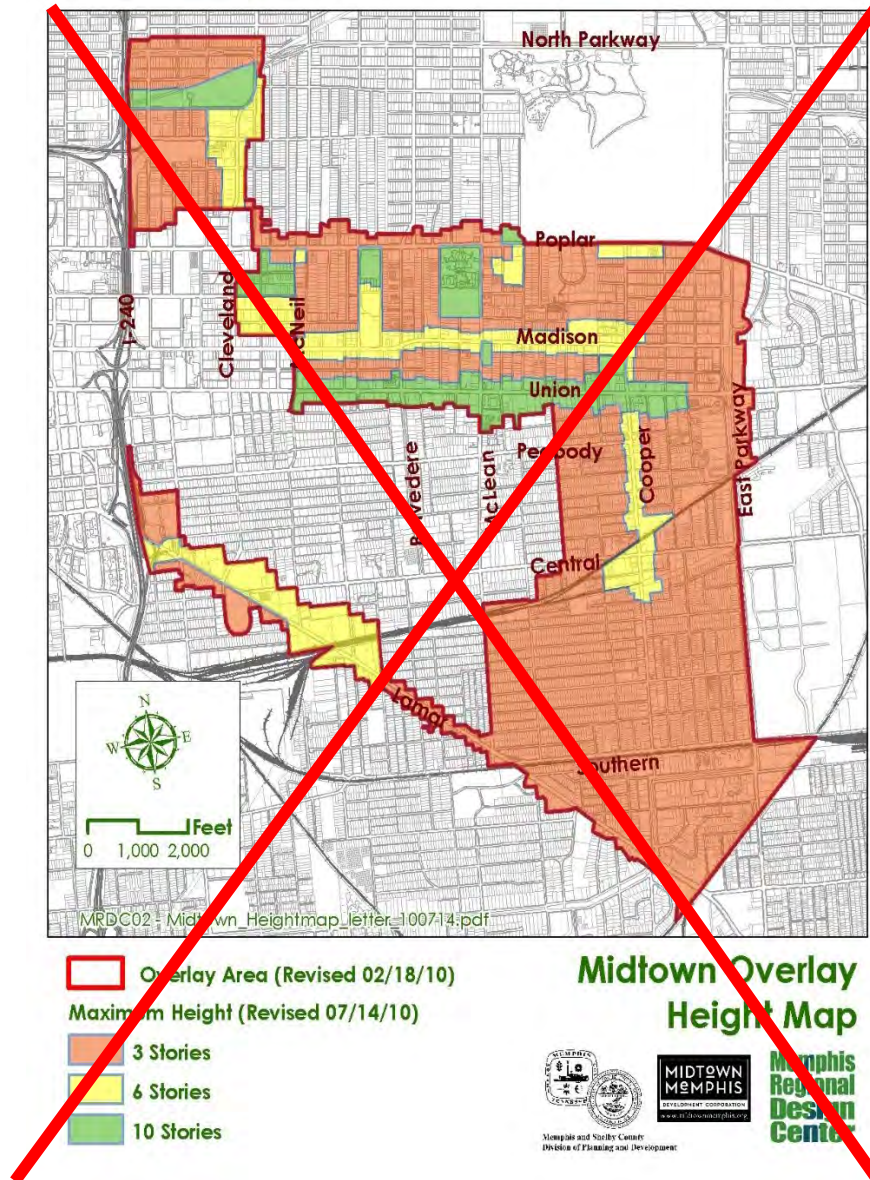 North Parkway
Poplar
Cleveland
McNeil
I-240
Madison
Union
Belvedere
McLean
Peabody
Cooper
East Parkway
Central
Lamar
Southern
N
W E
S
Feet
0 1,000 2,000
MRDC02 - Midtown_Heightmap_letter_100714.pdf
Overlay Area (Revised 02/18/10)
Maximum Height (Revised 07/14/10)
3 Stories
6 Stories
10 Stories
Midtown Overlay
Height Map
MIDTOWN
MEMPHIS
DEVELOPMENT CORPORATION
www.midtownmemphis.org
Memphis and Shelby County
Division of Planning and Development
Memphis
Regional
Design
Center